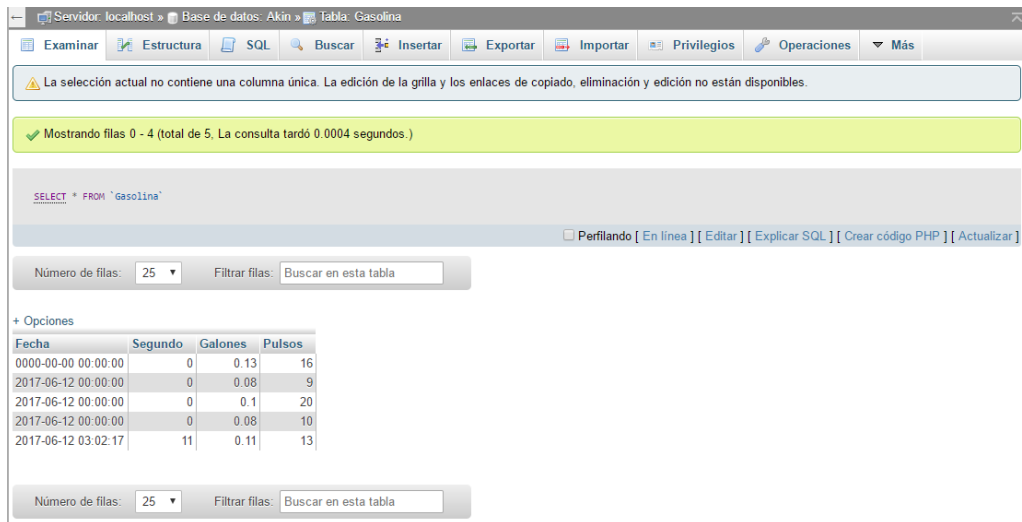 Servidor: localhost » Base de datos: Akin » Tabla: Gasolina
Examinar Estructura SQL Buscar Insertar Exportar Importar Privilegios Operaciones Más
La selección actual no contiene una columna única. La edición de la grilla y los enlaces de copiado, eliminación y edición no están disponibles.
Mostrando filas 0 - 4 (total de 5, La consulta tardó 0.0004 segundos.)
SELECT * FROM `Gasolina`
Perfilando [ En línea ] [ Editar ] [ Explicar SQL ] [ Crear código PHP ] [ Actualizar ]
Número de filas: 25 Filtrar filas: Buscar en esta tabla
+ Opciones
Fecha Segundo Galones Pulsos
0000-00-00 00:00:00 0 0.13 16
2017-06-12 00:00:00 0 0.08 9
2017-06-12 00:00:00 0 0.1 20
2017-06-12 00:00:00 0 0.08 10
2017-06-12 03:02:17 11 0.11 13
Número de filas: 25 Filtrar filas: Buscar en esta tabla